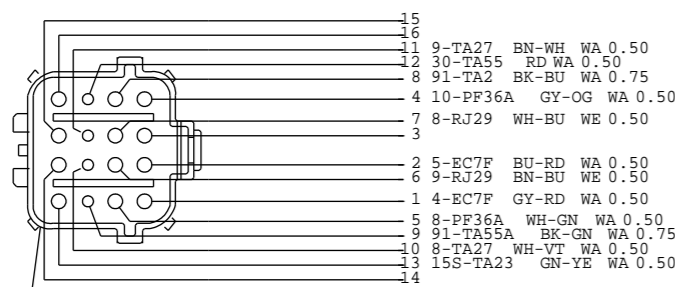 15
16
11 9-TA27 BN-WH WA 0.50
12 30-TA55 RD WA 0.50
8 91-TA2 BK-BU WA 0.75
4 10-PF36A GY-OG WA 0.50
7 8-RJ29 WH-BU WE 0.50
3
2 5-EC7F BU-RD WA 0.50
6 9-RJ29 BN-BU WE 0.50
1 4-EC7F GY-RD WA 0.50
5 8-PF36A WH-GN WA 0.50
9 91-TA55A BK-GN WA 0.75
10 8-TA27 WH-VT WA 0.50
13 15S-TA23 GN-YE WA 0.50
14